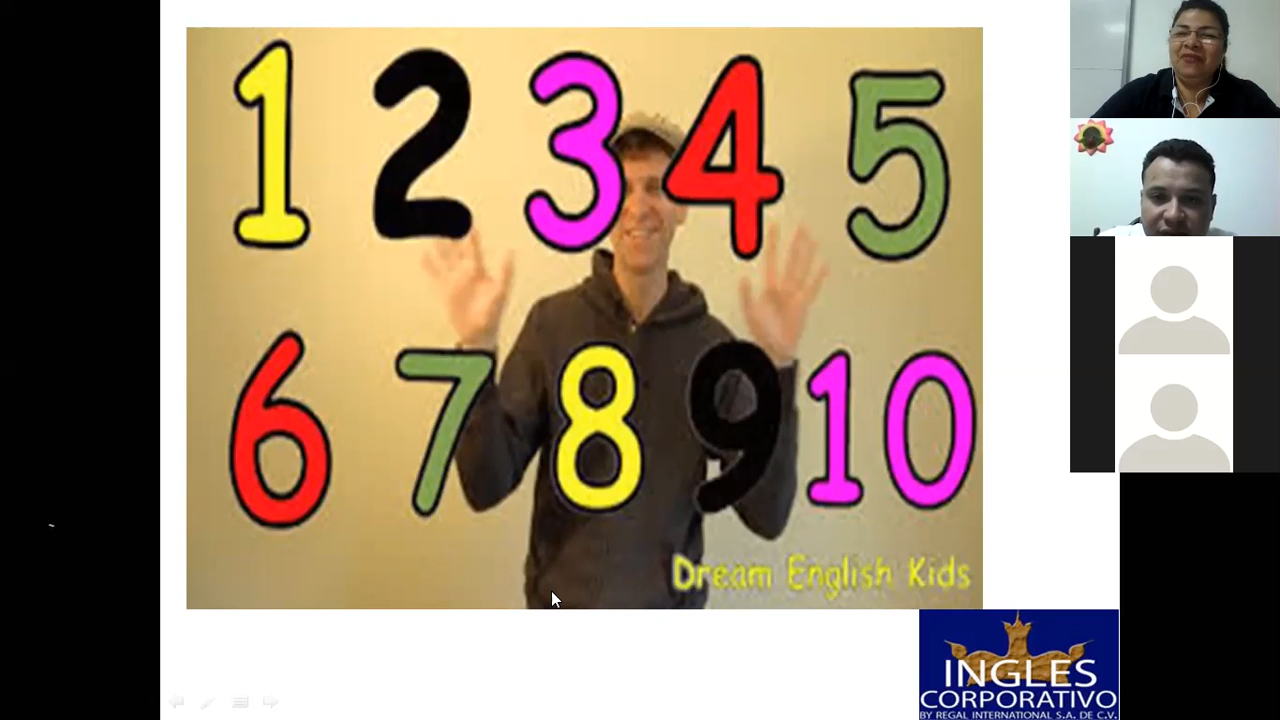 1 2 3 4 5
6 7 8 9 10
Dream English Kids
INGLES
CORPORATIVO
BY REGAL INTERNATIONAL S.A. DE C.V.